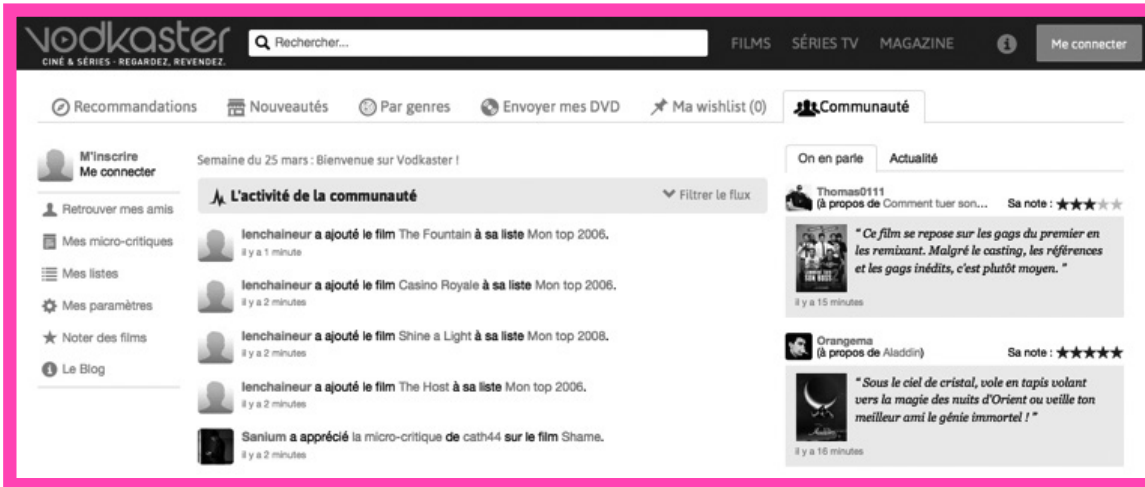 vodkaster
CINÉ & SÉRIES - REGARDEZ, REVENDEZ.
Rechercher...
FILMS SÉRIES TV MAGAZINE
Me connecter
Recommandations Nouveautés Par genres Envoyer mes DVD Ma wishlist (0) Communauté
M'inscrire
Me connecter
Retrouver mes amis
Mes micro-critiques
Mes listes
Mes paramètres
Noter des films
Le Blog
Semaine du 25 mars : Bienvenue sur Vodkaster !
L'activité de la communauté Filtrer le flux
lenchaineur a ajouté le film The Fountain à sa liste Mon top 2006.
il y a 1 minute
lenchaineur a ajouté le film Casino Royale à sa liste Mon top 2006.
il y a 2 minutes
lenchaineur a ajouté le film Shine a Light à sa liste Mon top 2008.
il y a 2 minutes
lenchaineur a ajouté le film The Host à sa liste Mon top 2006.
il y a 2 minutes
Sanium a apprécié la micro-critique de cath44 sur le film Shame.
il y a 2 minutes
On en parle Actualité
Thomas0111
(à propos de Comment tuer son... Sa note : ★★★★★
" Ce film se repose sur les gags du premier en
les remixant. Malgré le casting, les références
et les gags inédits, c'est plutôt moyen. "
il y a 15 minutes
Orangema
(à propos de Aladdin) Sa note : ★★★★★
" Sous le ciel de cristal, vole en tapis volant
vers la magie des nuits d'Orient ou veille ton
meilleur ami le génie immortel ! "
il y a 16 minutes